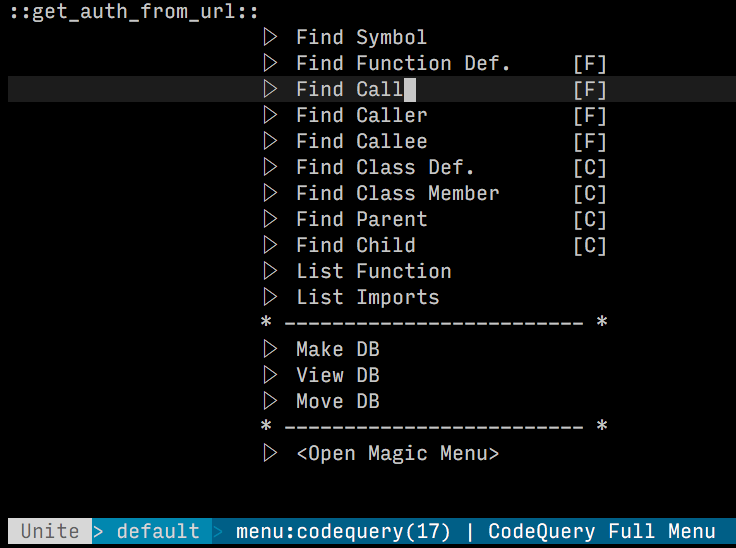 ::get_auth_from_url::
▷ Find Symbol
▷ Find Function Def. [F]
▷ Find Call [F]
▷ Find Caller [F]
▷ Find Callee [F]
▷ Find Class Def. [C]
▷ Find Class Member [C]
▷ Find Parent [C]
▷ Find Child [C]
▷ List Function
▷ List Imports
* ------------------------- *
▷ Make DB
▷ View DB
▷ Move DB
* ------------------------- *
▷ <Open Magic Menu>
Unite > default > menu:codequery(17) | CodeQuery Full Menu